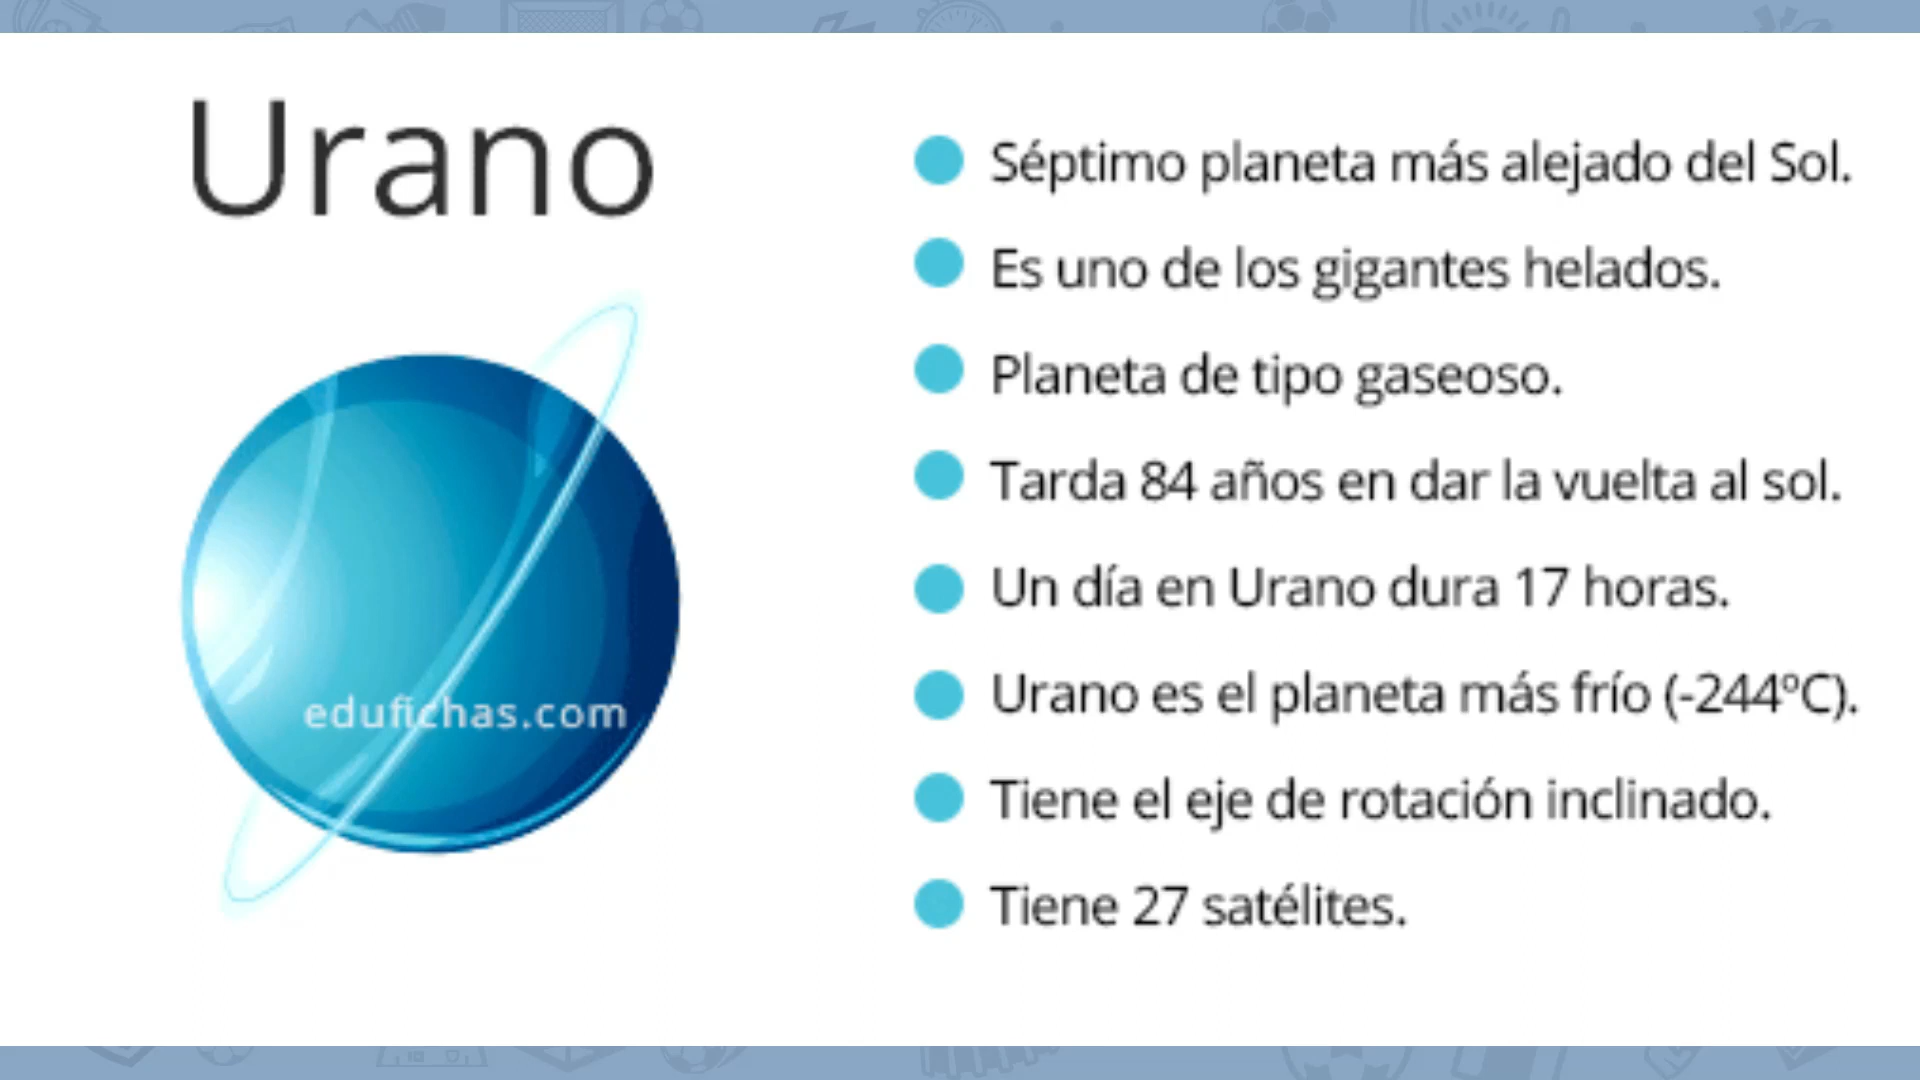 Urano
edufichas.com
Séptimo planeta más alejado del Sol.
Es uno de los gigantes helados.
Planeta de tipo gaseoso.
Tarda 84 años en dar la vuelta al sol.
Un día en Urano dura 17 horas.
Urano es el planeta más frío (-244ºC).
Tiene el eje de rotación inclinado.
Tiene 27 satélites.